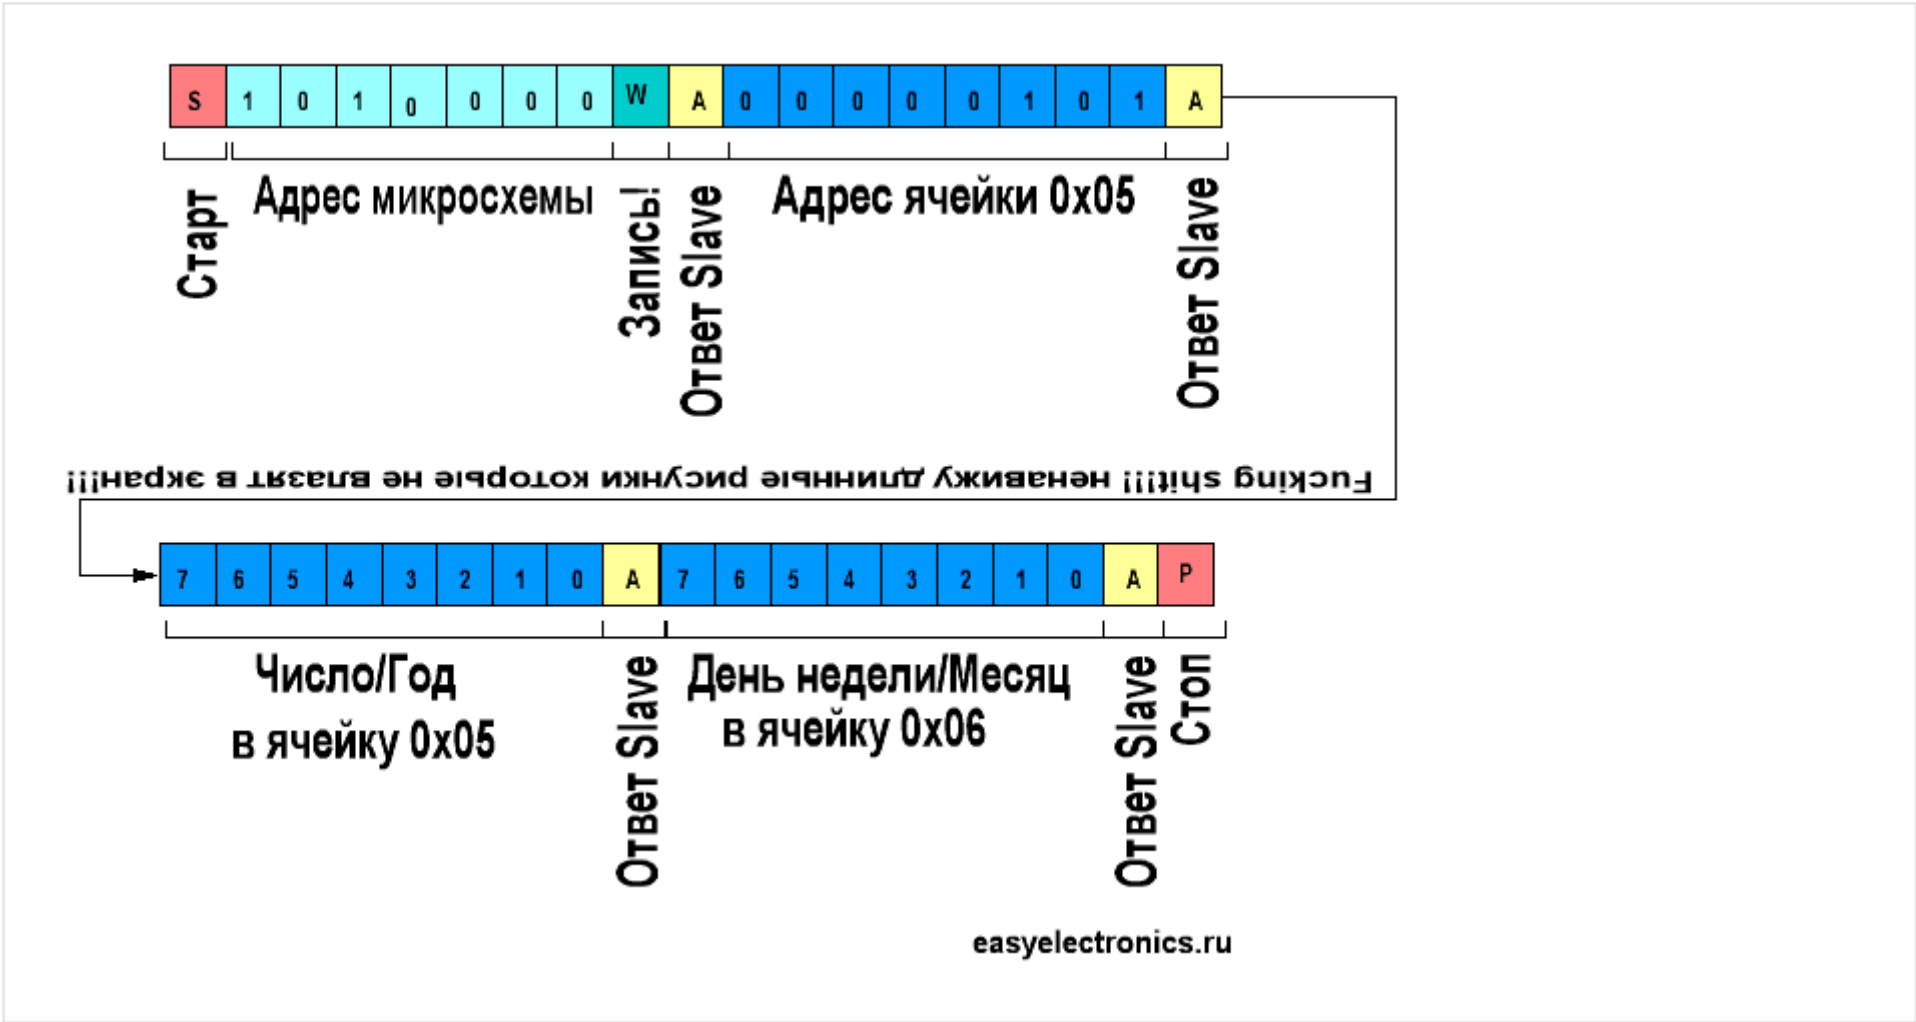 S 1 0 1 0 0 0 0 W A 0 0 0 0 0 1 0 1 A
Старт
Адрес микросхемы
Запись!
Ответ Slave
Адрес ячейки 0x05
Ответ Slave
Fucking shit!!!! ненавижу длинные рисунки которые не влазят в экран!!!
7 6 5 4 3 2 1 0 A 7 6 5 4 3 2 1 0 A P
Число/Год
в ячейку 0x05
Ответ Slave
День недели/Месяц
в ячейку 0x06
Ответ Slave
Стоп
easyelectronics.ru